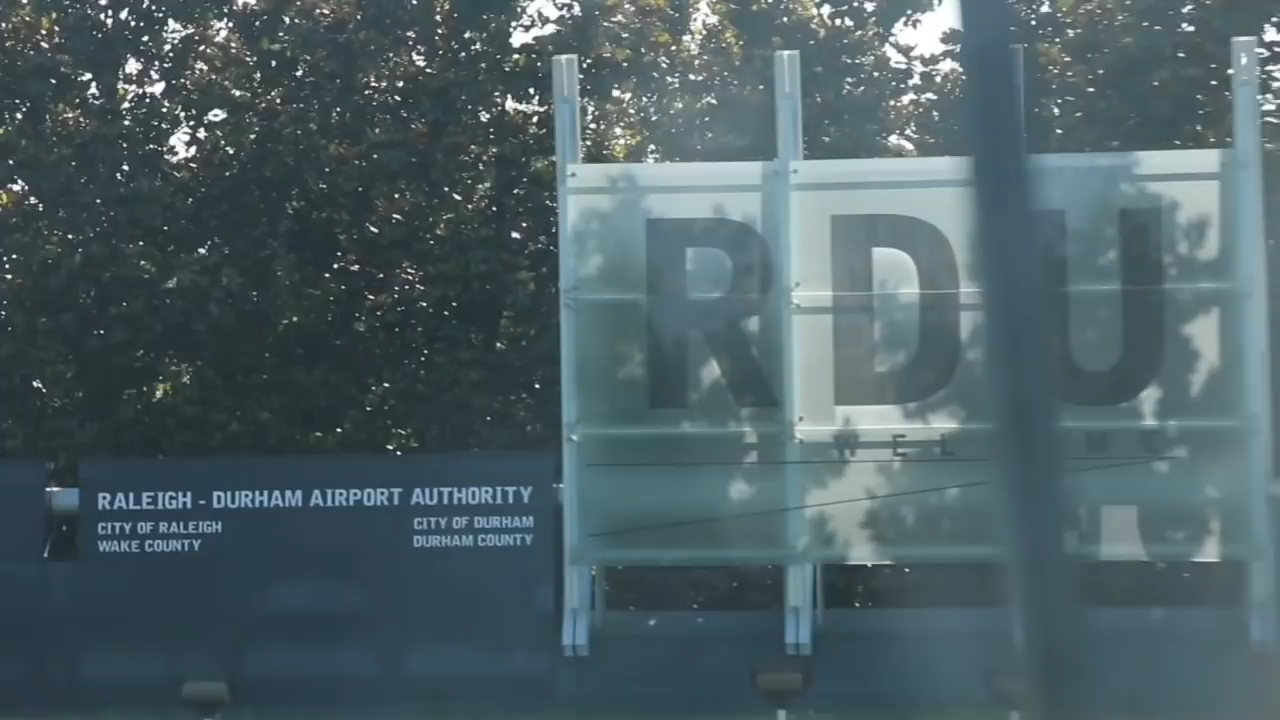 RDU
RALEIGH - DURHAM AIRPORT AUTHORITY
CITY OF RALEIGH
WAKE COUNTY
CITY OF DURHAM
DURHAM COUNTY